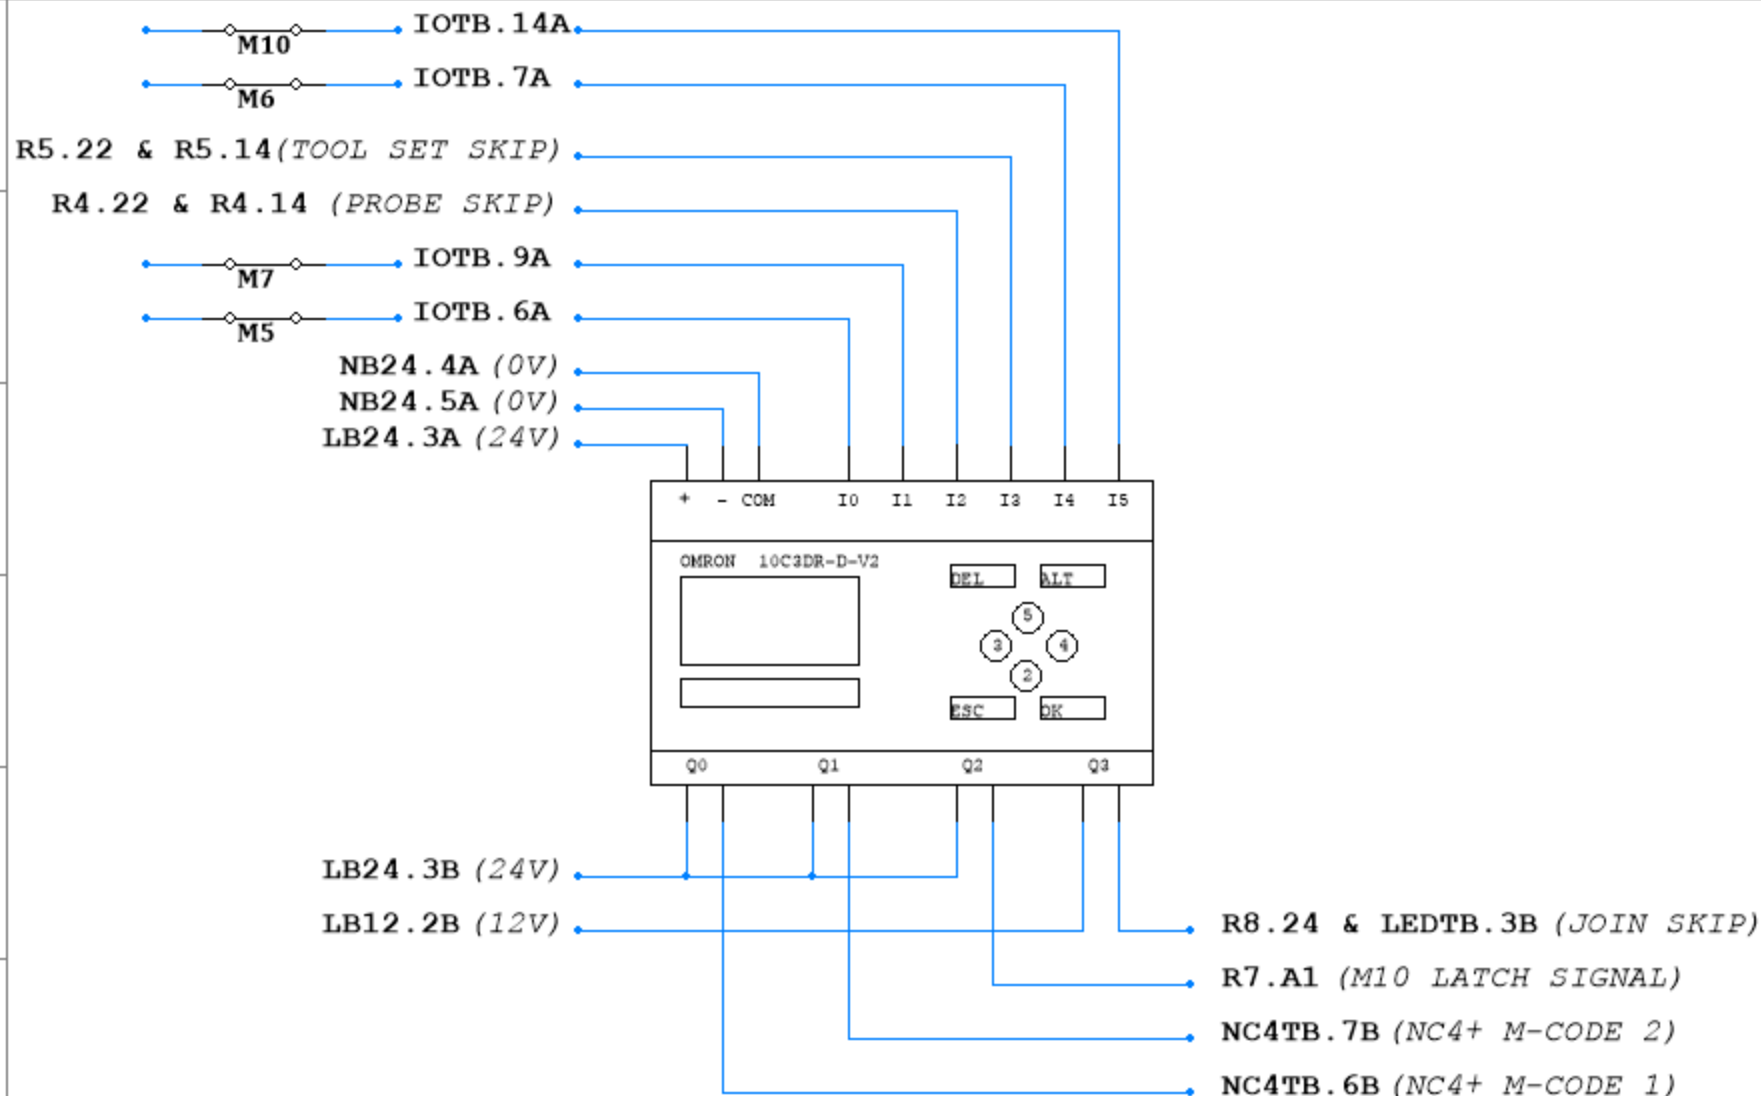 IOTB.14A
M10
IOTB.7A
M6
R5.22 & R5.14(TOOL SET SKIP)
R4.22 & R4.14 (PROBE SKIP)
IOTB.9A
M7
IOTB.6A
M5
NB24.4A (0V)
NB24.5A (0V)
LB24.3A (24V)
+ - COM I0 I1 I2 I3 I4 I5
OMRON 10C3DR-D-V2
DEL ALT
5
3 4
2
ESC OK
Q0 Q1 Q2 Q3
LB24.3B (24V)
LB12.2B (12V)
R8.24 & LEDTB.3B (JOIN SKIP)
R7.A1 (M10 LATCH SIGNAL)
NC4TB.7B (NC4+ M-CODE 2)
NC4TB.6B (NC4+ M-CODE 1)